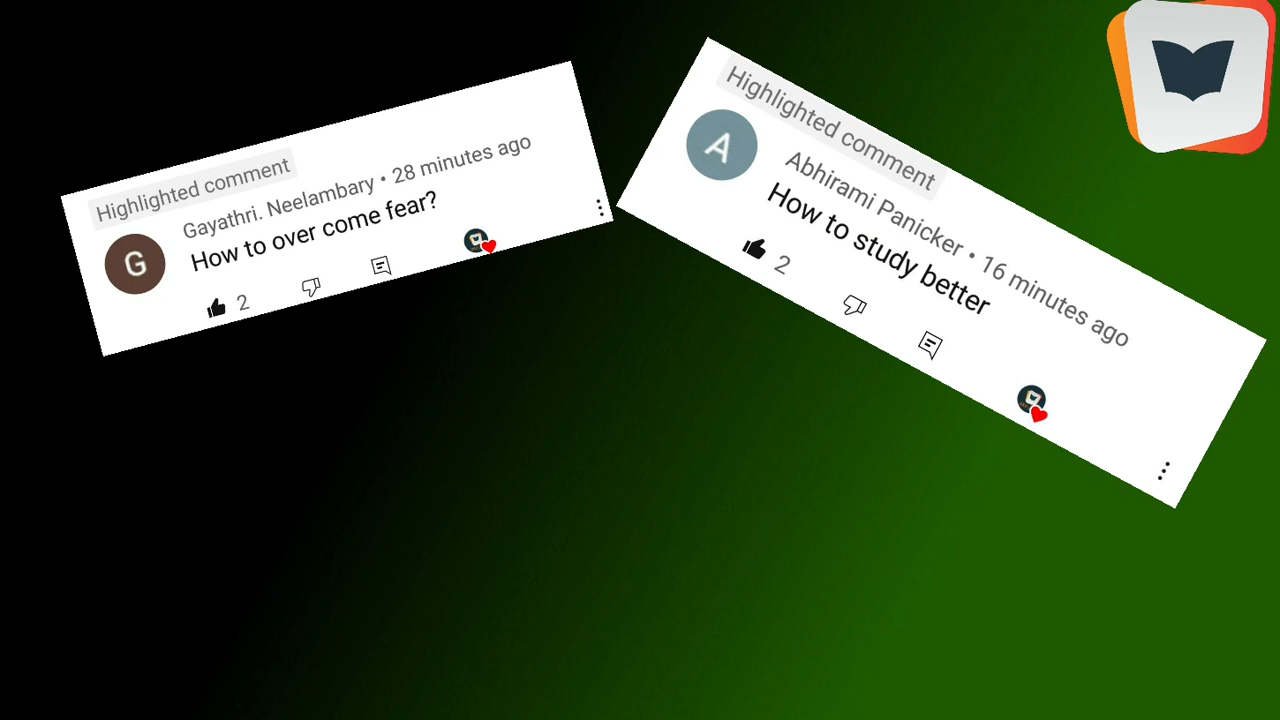 Highlighted comment
G
Gayathri. Neelambary • 28 minutes ago
How to over come fear?
2
Highlighted comment
A
Abhirami Panicker • 16 minutes ago
How to study better
2